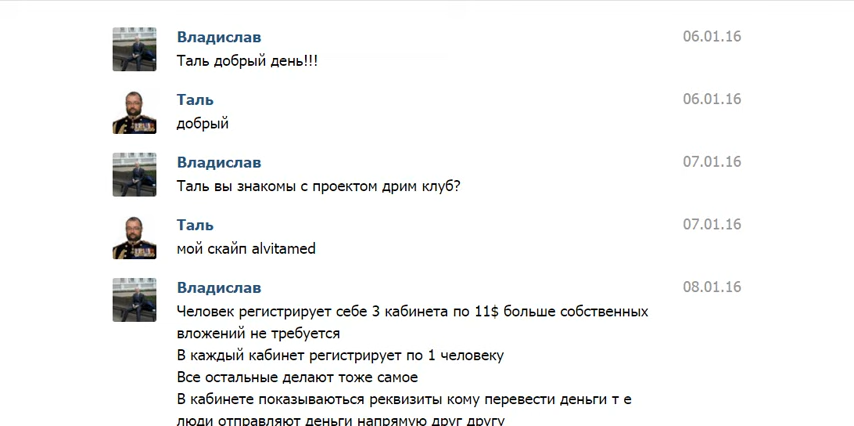 Владислав 06.01.16
Таль добрый день!!!
Таль 06.01.16
добрый
Владислав 07.01.16
Таль вы знакомы с проектом дрим клуб?
Таль 07.01.16
мой скайп alvitamed
Владислав 08.01.16
Человек регистрирует себе 3 кабинета по 11$ больше собственных
вложений не требуется
В каждый кабинет регистрирует по 1 человеку
Все остальные делают тоже самое
В кабинете показываються реквизиты кому перевести деньги т е
люди отправляют деньги напрямую друг другу